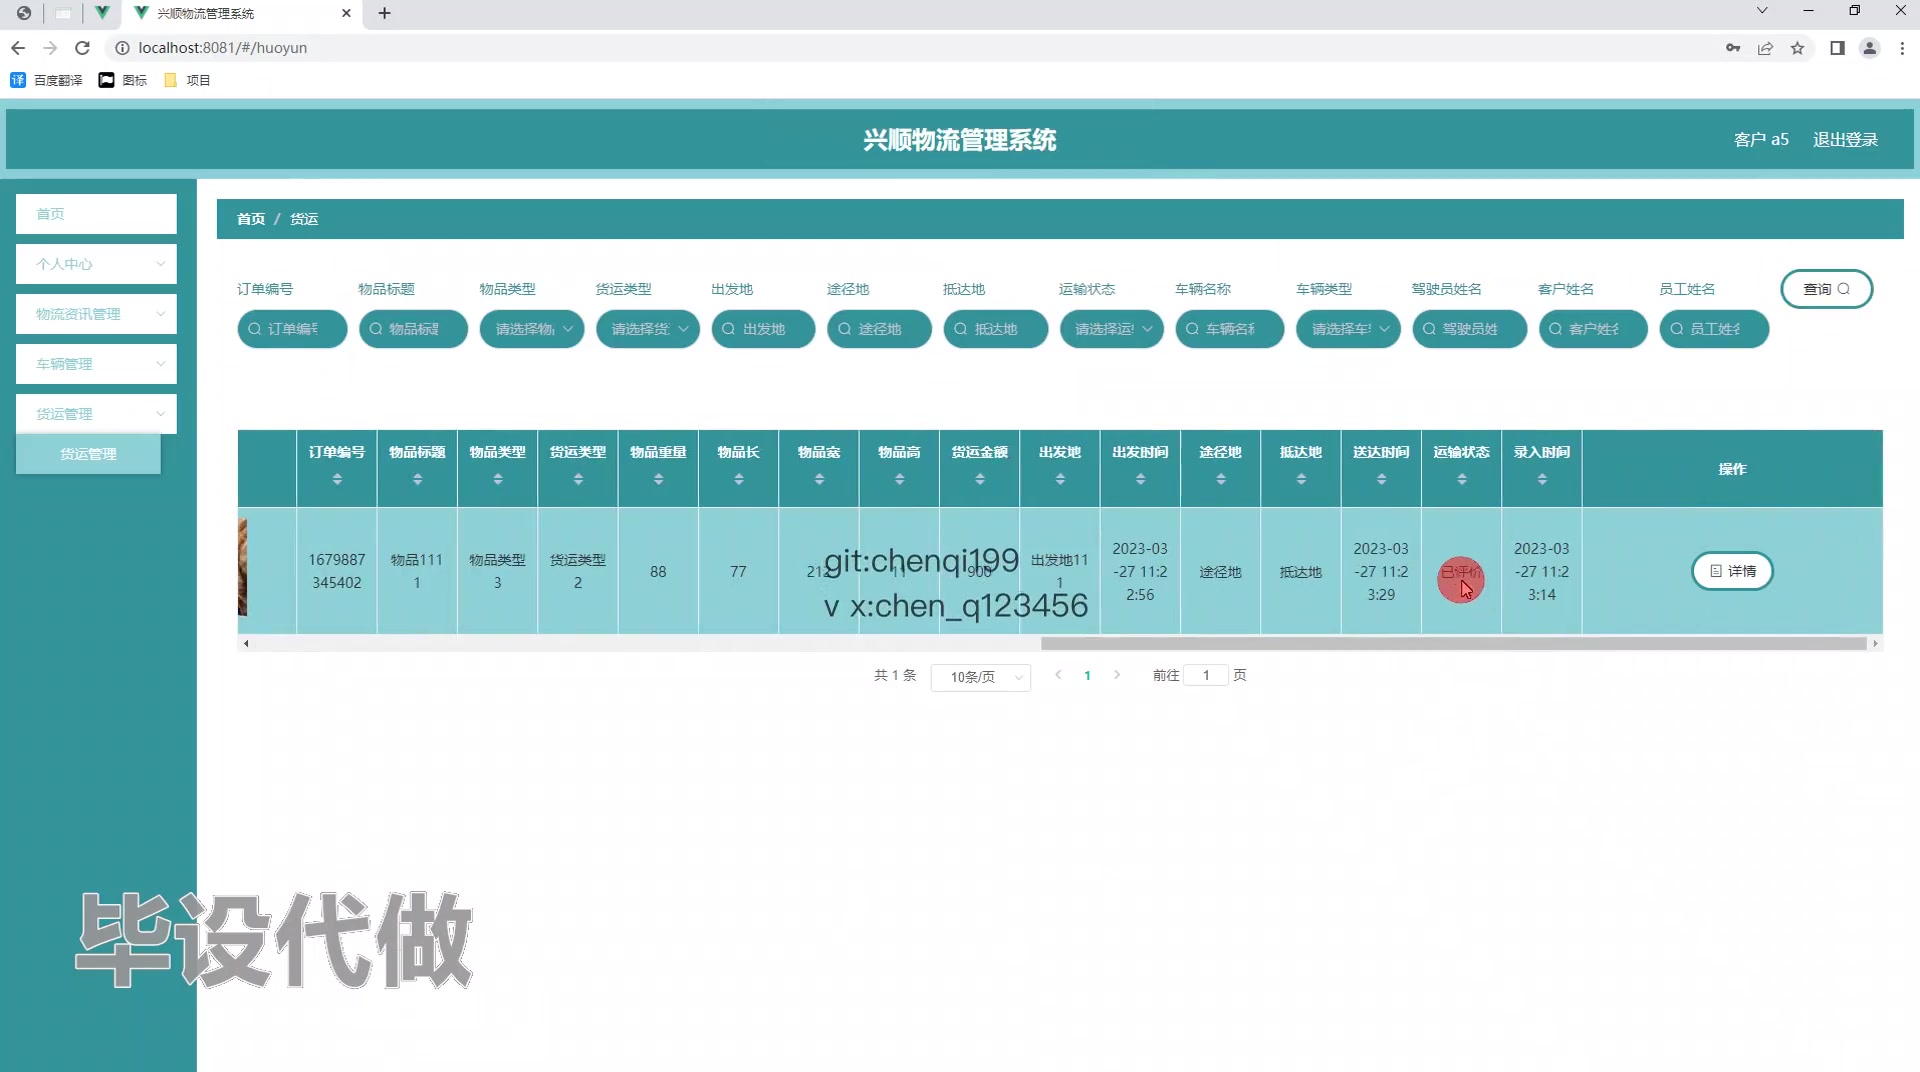 兴顺物流管理系统
localhost:8081/#/huoyun
百度翻译 图标 项目
兴顺物流管理系统
客户 a5 退出登录
首页
个人中心
物流资讯管理
车辆管理
货运管理
货运管理
首页 / 货运
订单编号 物品标题 物品类型 货运类型 出发地 途径地 抵达地 运输状态 车辆名称 车辆类型 驾驶员姓名 客户姓名 员工姓名 查询
订单编号 物品标题 请选择物 请选择货 出发地 途径地 抵达地 请选择运 车辆名 请选择车 驾驶员姓 客户姓 员工姓
订单编号 物品标题 物品类型 货运类型 物品重量 物品长 物品宽 物品高 货运金额 出发地 出发时间 途径地 抵达地 送达时间 运输状态 录入时间 操作
1679887345402 物品1111 物品类型3 货运类型2 88 77 212 11 900 出发地111 2023-03-27 11:22:56 途径地 抵达地 2023-03-27 11:23:29 已评价 2023-03-27 11:23:14 详情
git:chenqi199
v x:chen_q123456
共 1 条 10条/页 1 前往 1 页
毕设代做